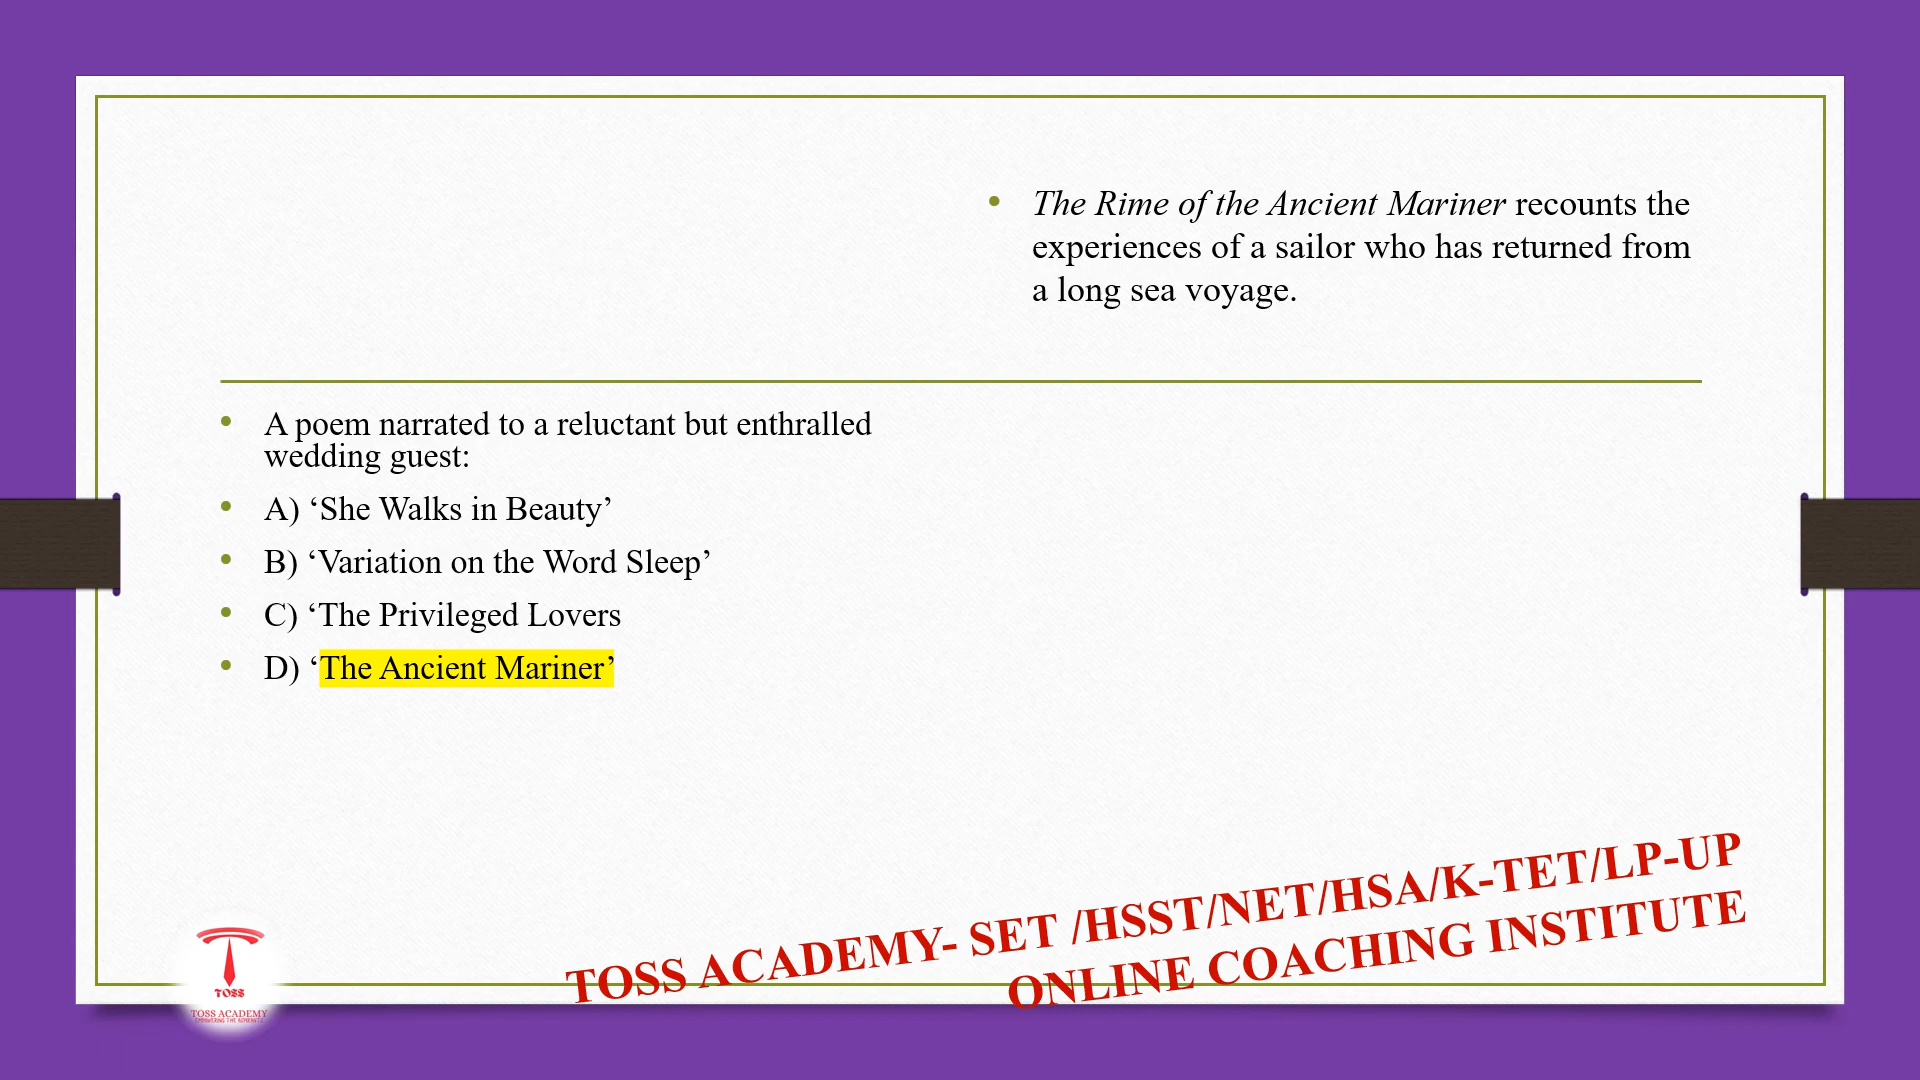 The Rime of the Ancient Mariner recounts the
experiences of a sailor who has returned from
a long sea voyage.
A poem narrated to a reluctant but enthralled
wedding guest:
A) ‘She Walks in Beauty’
B) ‘Variation on the Word Sleep’
C) ‘The Privileged Lovers
D) ‘The Ancient Mariner’
TOSS ACADEMY- SET /HSST/NET/HSA/K-TET/LP-UP
ONLINE COACHING INSTITUTE
TOSS
TOSS ACADEMY